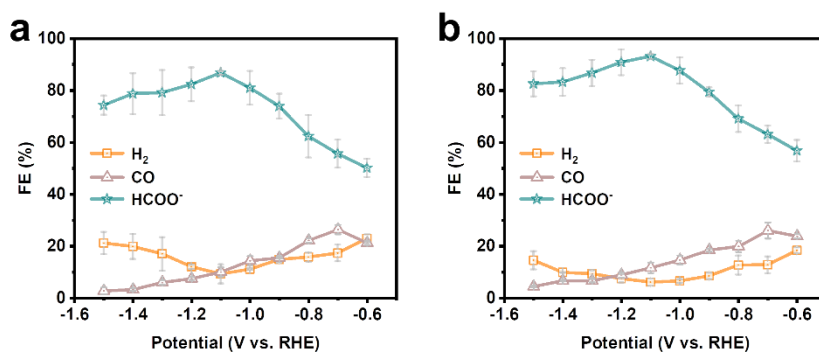 a
100
80
60
40
20
0
FE (%)
H₂
CO
HCOO⁻
-1.6 -1.4 -1.2 -1.0 -0.8 -0.6
Potential (V vs. RHE)
b
100
80
60
40
20
0
FE (%)
H₂
CO
HCOO⁻
-1.6 -1.4 -1.2 -1.0 -0.8 -0.6
Potential (V vs. RHE)